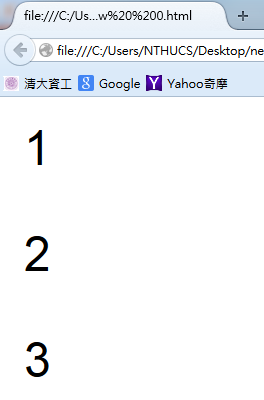 file:///C:/Us...w%20%200.html
file:///C:/Users/NTHUCS/Desktop/ne
清大資工 Google Yahoo奇摩
1
2
3